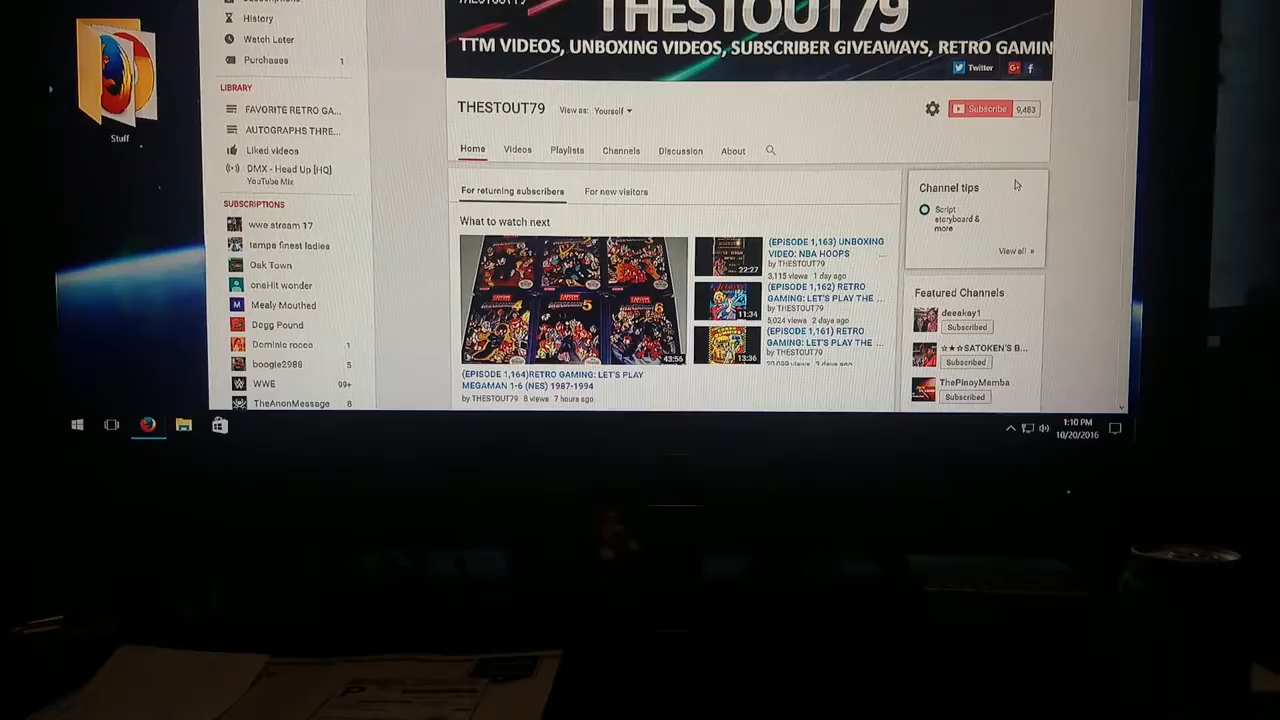 THESTOUT79
History
TTM VIDEOS, UNBOXING VIDEOS, SUBSCRIBER GIVEAWAYS, RETRO GAMIN
Watch Later
Purchases 1
Twitter
LIBRARY
THESTOUT79 View as: Yourself
Subscribe 9,483
FAVORITE RETRO GA...
AUTOGRAPHS THRE...
Liked videos
Home Videos Playlists Channels Discussion About
DMX - Head Up [HQ]
YouTube Mix
For returning subscribers For new visitors
Channel tips
Script
storyboard &
more
View all »
SUBSCRIPTIONS
wwe stream 17
tampa finest ladies
Oak Town
oneHit wonder
Mealy Mouthed
Dogg Pound
Dominic rocco 1
boogie2988 5
WWE 99+
TheAnonMessage 8
What to watch next
4 5 6
43:56
(EPISODE 1,164)RETRO GAMING: LET'S PLAY
MEGAMAN 1-6 (NES) 1987-1994
by THESTOUT79 8 views 7 hours ago
22:27
(EPISODE 1,163) UNBOXING
VIDEO: NBA HOOPS ...
by THESTOUT79
3,115 views 1 day ago
11:34
(EPISODE 1,162) RETRO
GAMING: LET'S PLAY THE ...
by THESTOUT79
5,024 views 2 days ago
13:36
(EPISODE 1,161) RETRO
GAMING: LET'S PLAY THE ...
by THESTOUT79
3 days ago
Featured Channels
deeakay1
Subscribed
★★★SATOKEN'S B...
Subscribed
ThePinoyMamba
Subscribed
Stuff
1:10 PM
10/20/2016